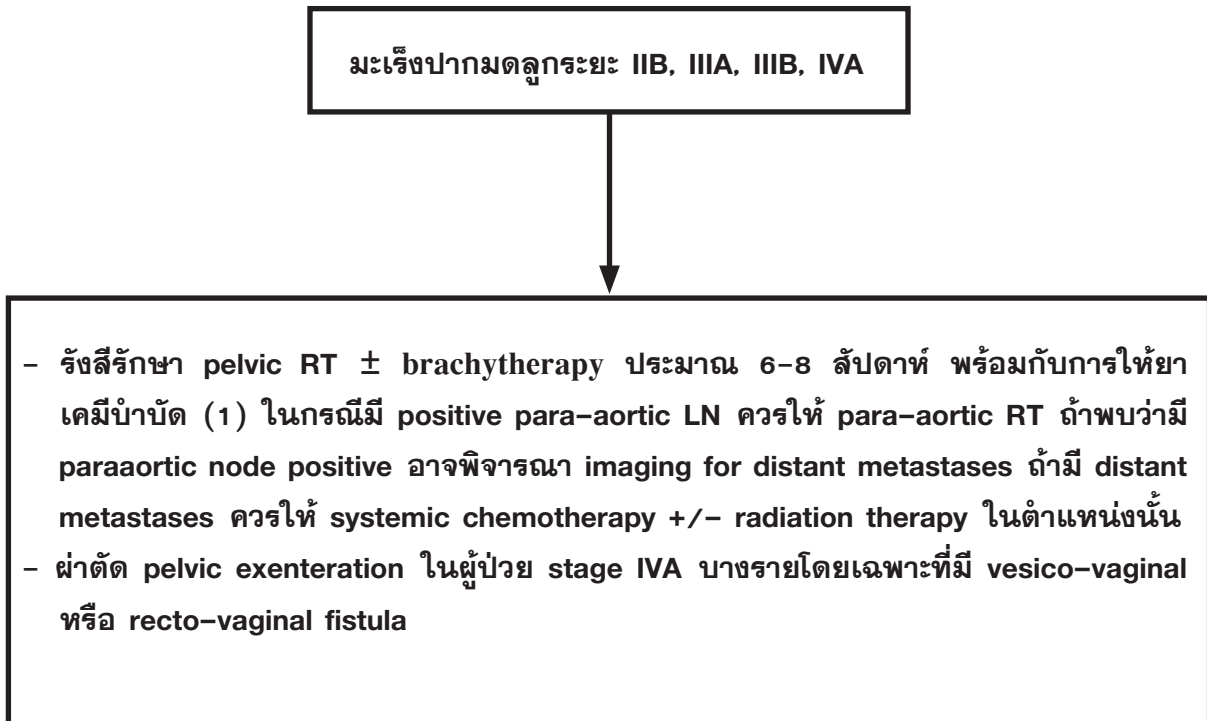 มะเร็งปากมดลูกระยะ IIB, IIIA, IIIB, IVA
- รังสีรักษา pelvic RT ± brachytherapy ประมาณ 6-8 สัปดาห์ พร้อมกับการให้ยา
เคมีบำบัด (1) ในกรณีมี positive para-aortic LN ควรให้ para-aortic RT ถ้าพบว่ามี
paraaortic node positive อาจพิจารณา imaging for distant metastases ถ้ามี distant
metastases ควรให้ systemic chemotherapy +/- radiation therapy ในตำแหน่งนั้น
- ผ่าตัด pelvic exenteration ในผู้ป่วย stage IVA บางรายโดยเฉพาะที่มี vesico-vaginal
หรือ recto-vaginal fistula